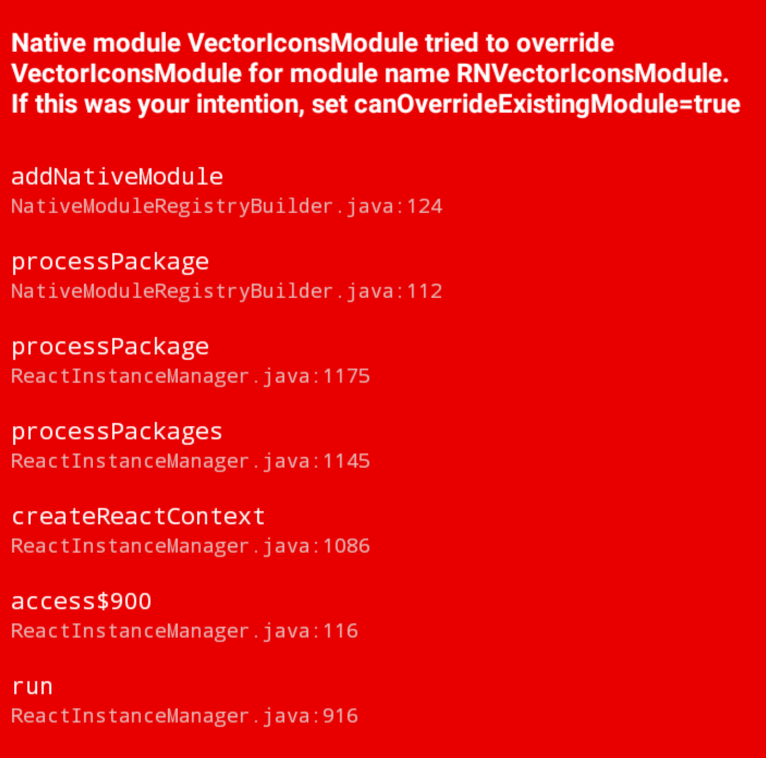 Native module VectorIconsModule tried to override
VectorIconsModule for module name RNVectorIconsModule.
If this was your intention, set canOverrideExistingModule=true
addNativeModule
NativeModuleRegistryBuilder.java:124
processPackage
NativeModuleRegistryBuilder.java:112
processPackage
ReactInstanceManager.java:1175
processPackages
ReactInstanceManager.java:1145
createReactContext
ReactInstanceManager.java:1086
access$900
ReactInstanceManager.java:116
run
ReactInstanceManager.java:916